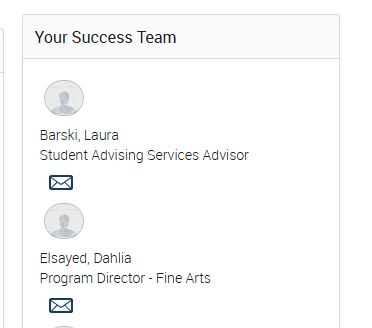 Your Success Team
Barski, Laura
Student Advising Services Advisor
Elsayed, Dahlia
Program Director - Fine Arts